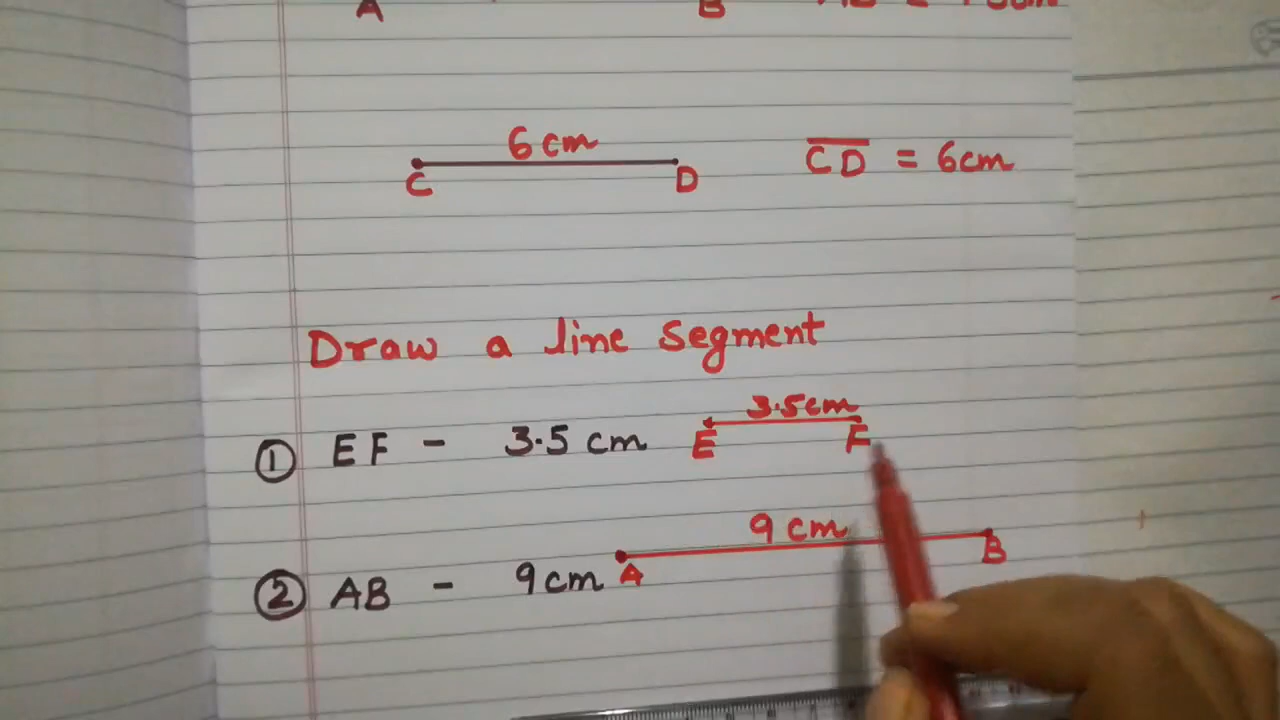 A B
6 cm
C D CD = 6cm
Draw a line segment
3.5cm
① EF - 3.5 cm E F
9 cm
② AB - 9cm A B